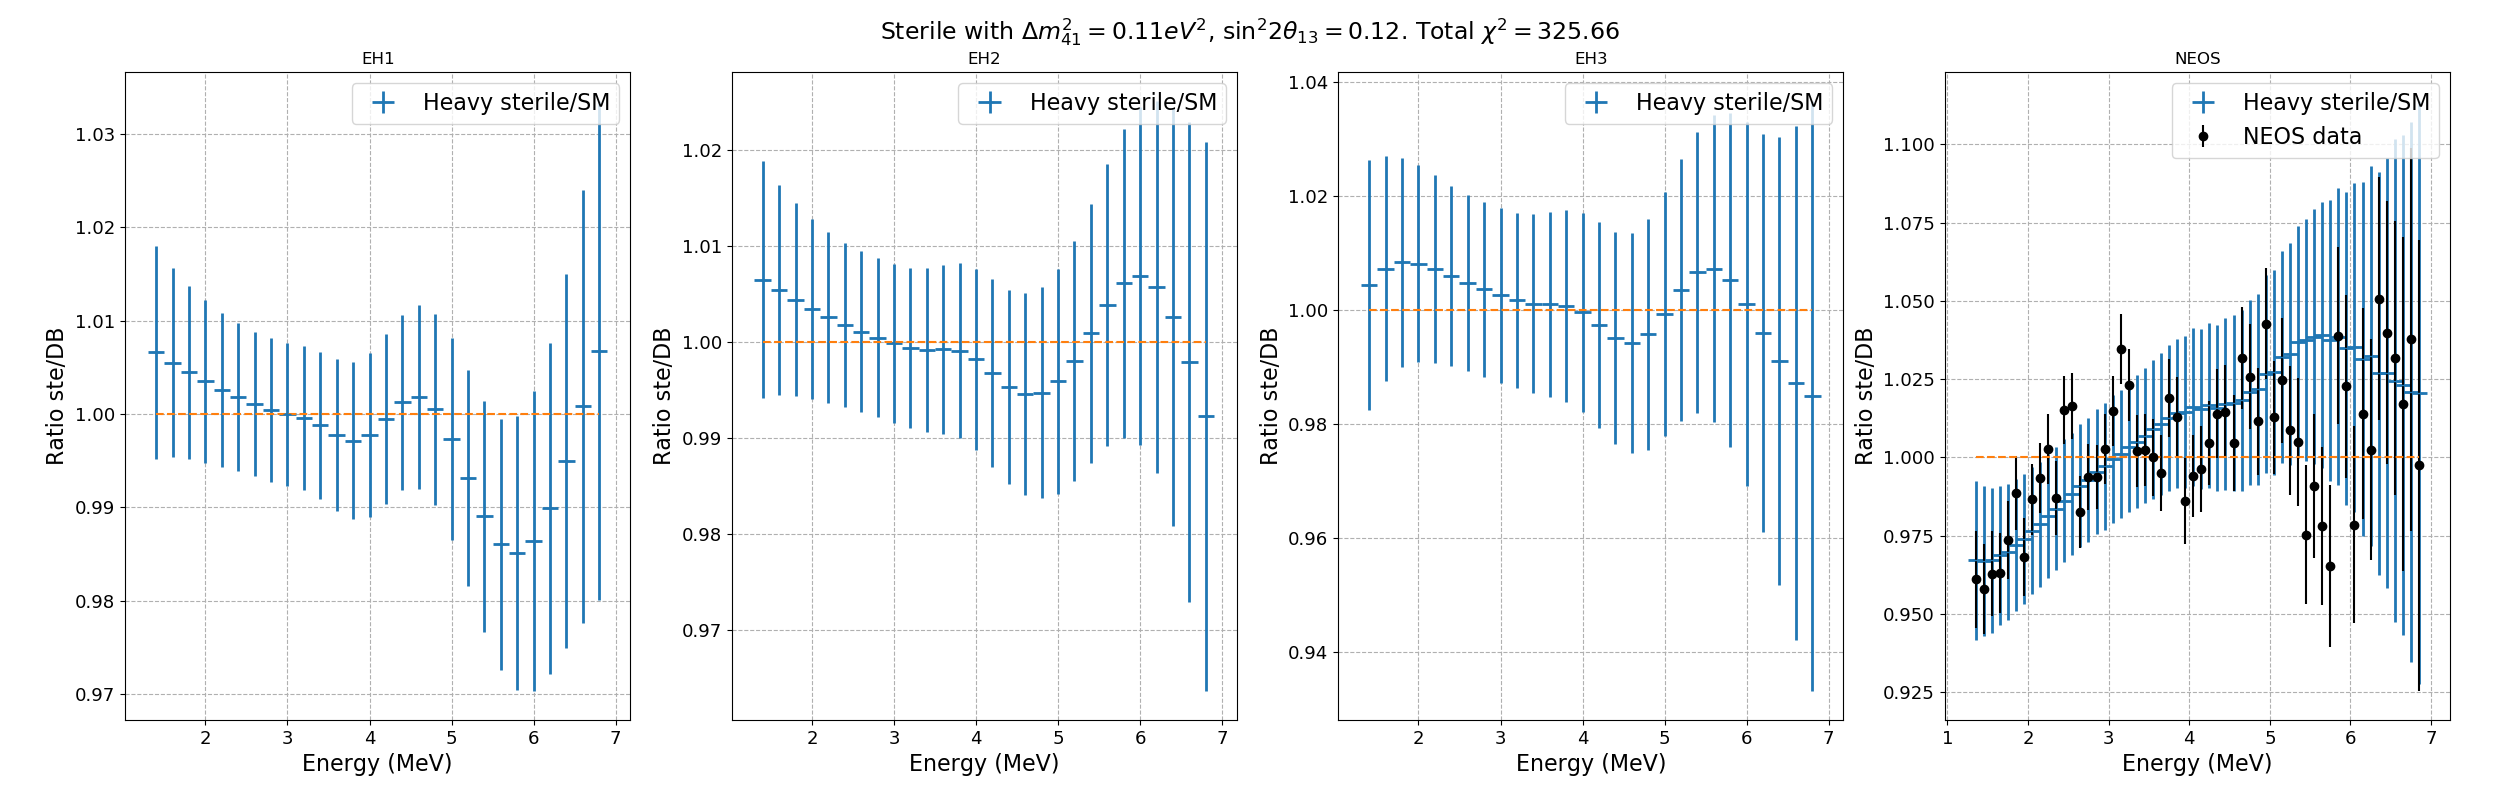 Sterile with Δm²₄₁ = 0.11eV², sin²2θ₁₃ = 0.12. Total χ² = 325.66
EH1
Heavy sterile/SM
1.03
1.02
1.01
1.00
0.99
0.98
0.97
Ratio ste/DB
2 3 4 5 6 7
Energy (MeV)
EH2
Heavy sterile/SM
1.02
1.01
1.00
0.99
0.98
0.97
Ratio ste/DB
2 3 4 5 6 7
Energy (MeV)
EH3
Heavy sterile/SM
1.04
1.02
1.00
0.98
0.96
0.94
Ratio ste/DB
2 3 4 5 6 7
Energy (MeV)
NEOS
Heavy sterile/SM
NEOS data
1.100
1.075
1.050
1.025
1.000
0.975
0.950
0.925
Ratio ste/DB
1 2 3 4 5 6 7
Energy (MeV)